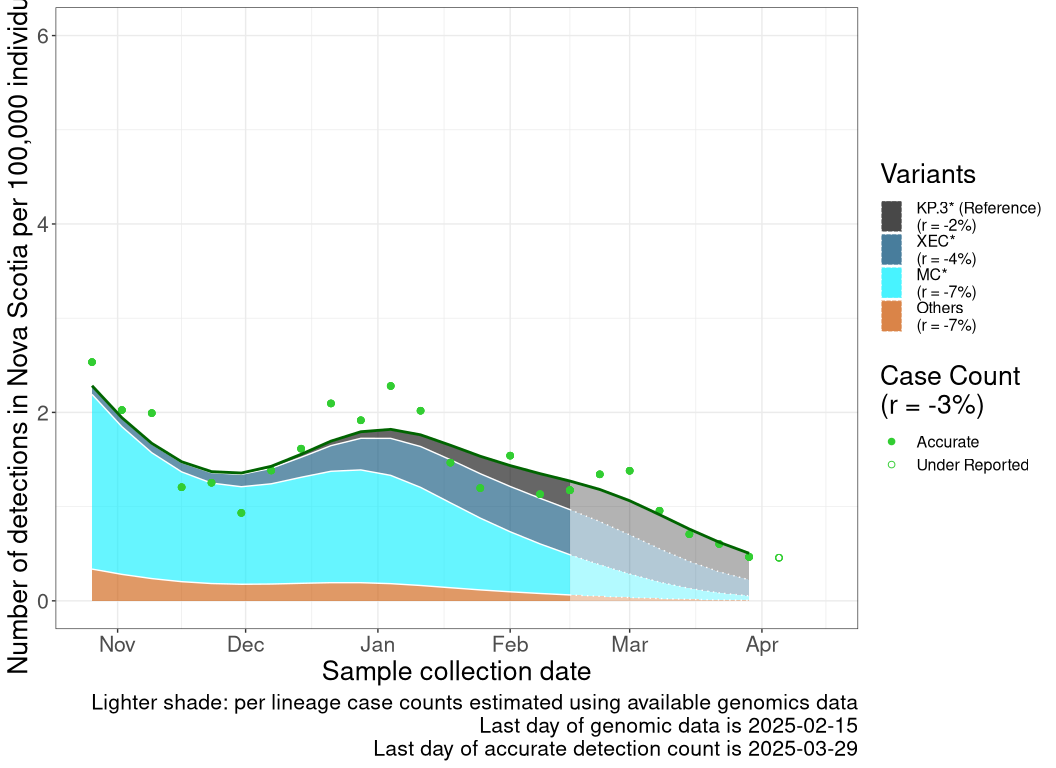 Number of detections in Nova Scotia per 100,000
6
4
2
0
Nov Dec Jan Feb Mar Apr
Sample collection date
Lighter shade: per lineage case counts estimated using available genomics data
Last day of genomic data is 2025-02-15
Last day of accurate detection count is 2025-03-29
Variants
KP.3* (Reference)
(r = -2%)
XEC*
(r = -4%)
MC*
(r = -7%)
Others
(r = -7%)
Case Count
(r = -3%)
Accurate
Under Reported